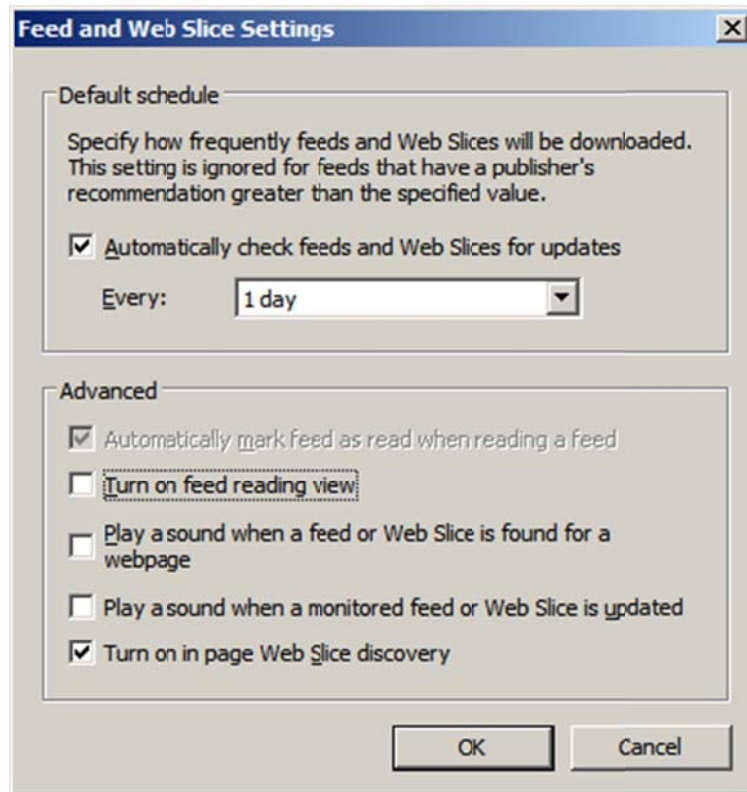 Feed and Web Slice Settings
Default schedule
Specify how frequently feeds and Web Slices will be downloaded.
This setting is ignored for feeds that have a publisher's
recommendation greater than the specified value.
Automatically check feeds and Web Slices for updates
Every:
1 day
Advanced
Automatically mark feed as read when reading a feed
Turn on feed reading view
Play a sound when a feed or Web Slice is found for a
webpage
Play a sound when a monitored feed or Web Slice is updated
Turn on in page Web Slice discovery
OK
Cancel